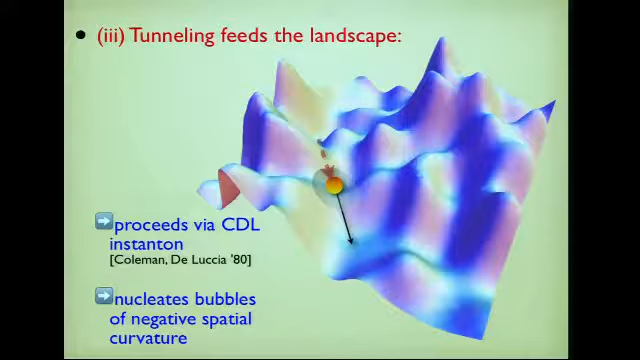 • (iii) Tunneling feeds the landscape:
proceeds via CDL
instanton
[Coleman, De Luccia '80]
nucleates bubbles
of negative spatial
curvature